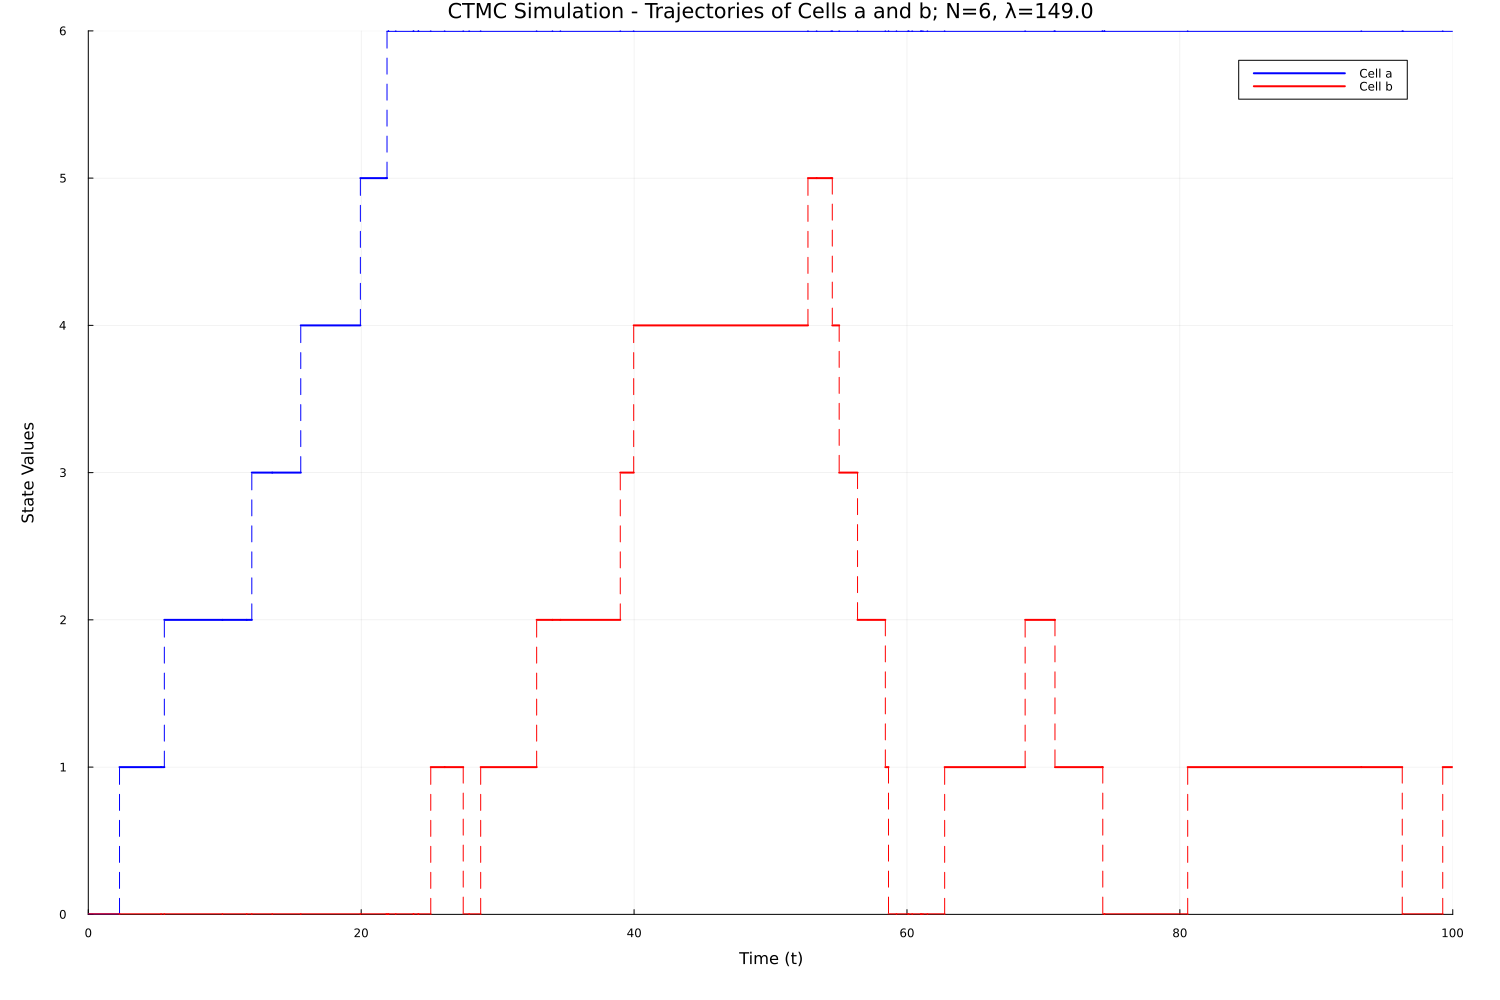 CTMC Simulation - Trajectories of Cells a and b; N=6, λ=149.0
6
5
4
3
2
1
0
State Values
Cell a
Cell b
0 20 40 60 80 100
Time (t)